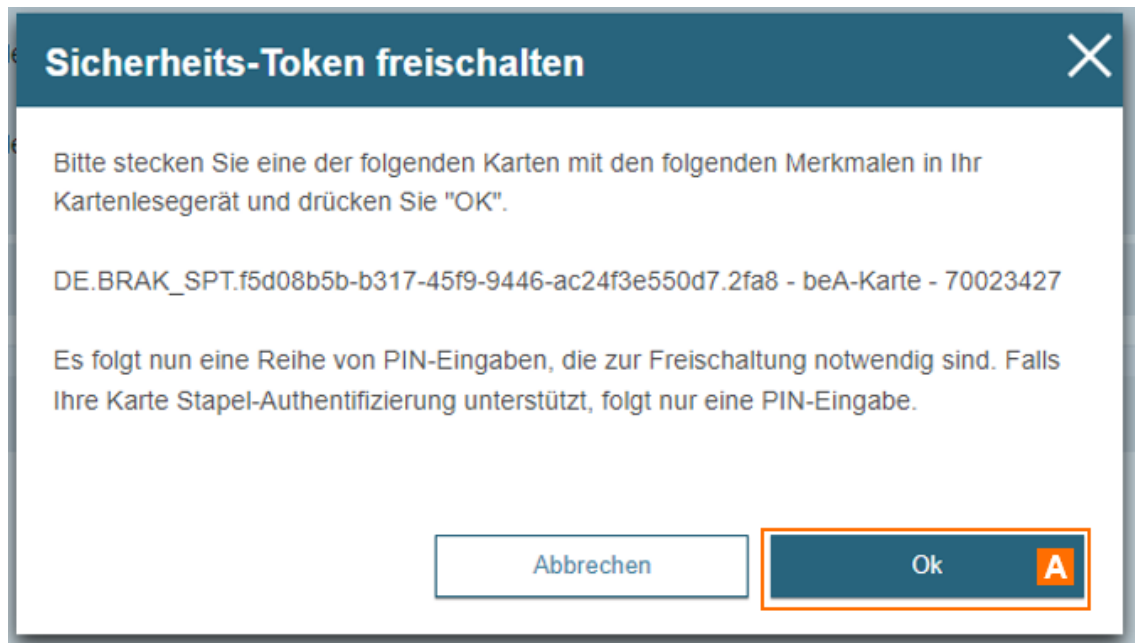 Sicherheits-Token freischalten
Bitte stecken Sie eine der folgenden Karten mit den folgenden Merkmalen in Ihr
Kartenlesegerät und drücken Sie "OK".
DE.BRAK_SPT.f5d08b5b-b317-45f9-9446-ac24f3e550d7.2fa8 - beA-Karte - 70023427
Es folgt nun eine Reihe von PIN-Eingaben, die zur Freischaltung notwendig sind. Falls
Ihre Karte Stapel-Authentifizierung unterstützt, folgt nur eine PIN-Eingabe.
Abbrechen
Ok
A